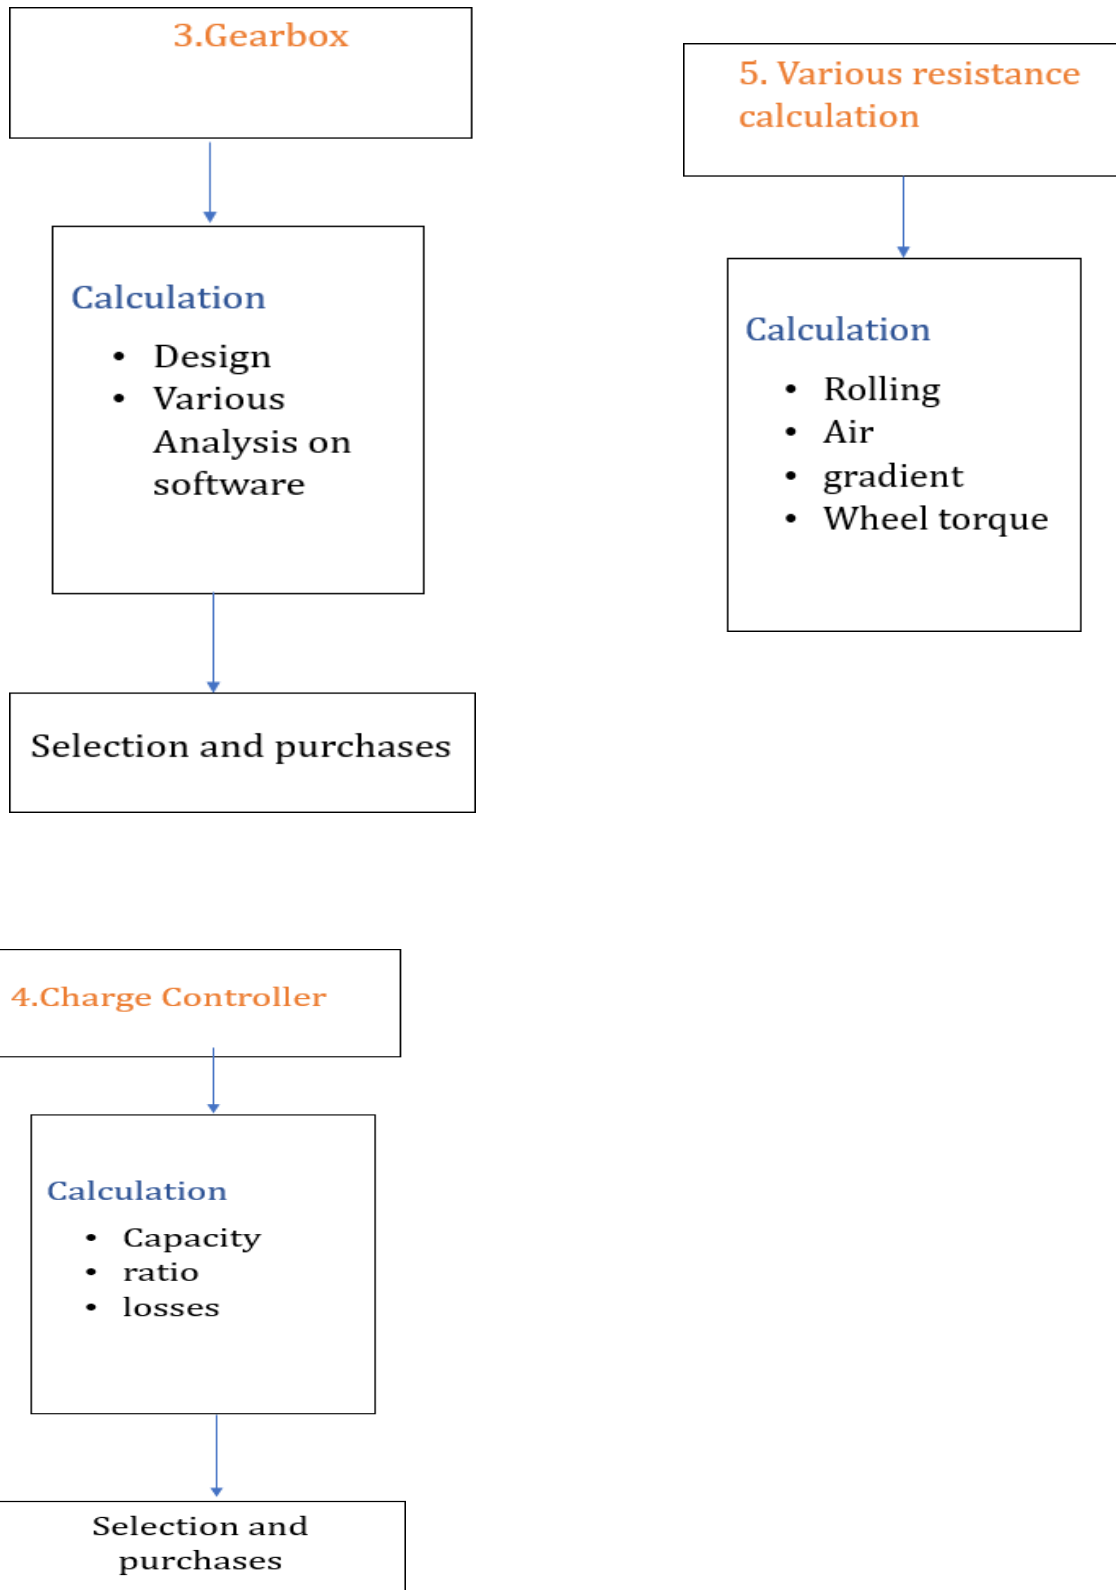 3.Gearbox
Calculation
• Design
• Various
Analysis on
software
Selection and purchases
5. Various resistance
calculation
Calculation
• Rolling
• Air
• gradient
• Wheel torque
4.Charge Controller
Calculation
• Capacity
• ratio
• losses
Selection and
purchases